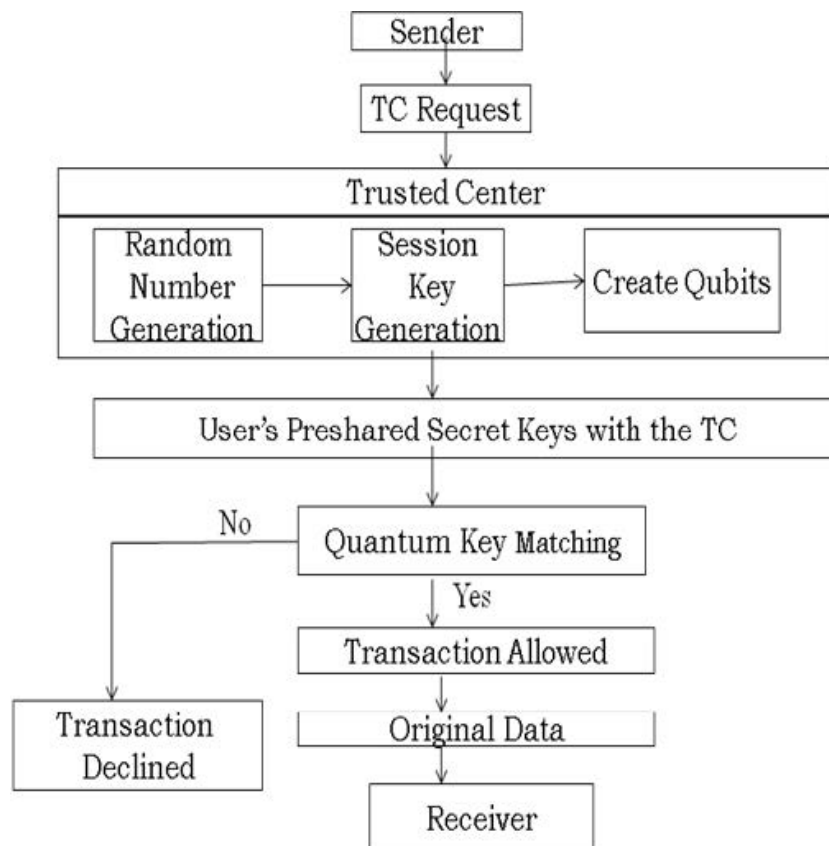 Sender
TC Request
Trusted Center
Random
Number
Generation
Session
Key
Generation
Create Qubits
User's Preshared Secret Keys with the TC
No
Quantum Key Matching
Yes
Transaction Allowed
Transaction
Declined
Original Data
Receiver